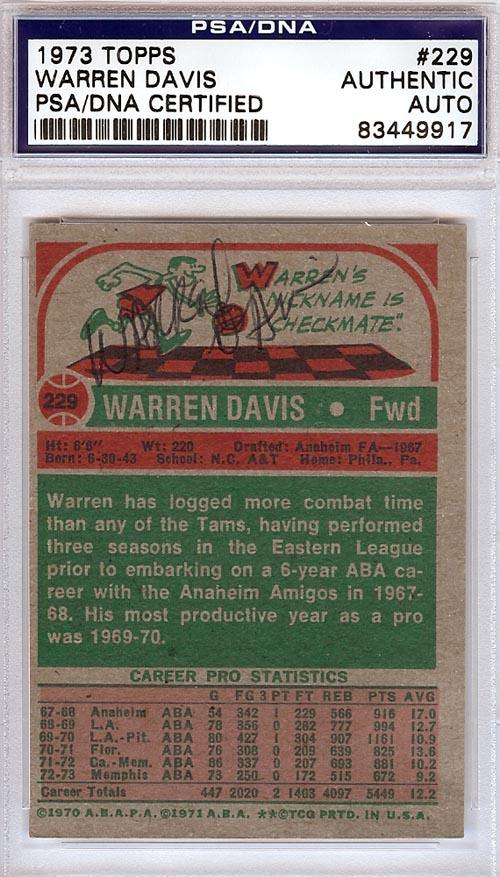 PSA/DNA
1973 TOPPS #229
WARREN DAVIS AUTHENTIC
PSA/DNA CERTIFIED AUTO
83449917
WARREN'S
NICKNAME IS
"CHECKMATE".
Warren Davis
229 WARREN DAVIS • Fwd
Ht: 6'6" Wt: 220 Drafted: Anaheim FA—1967
Born: 6-30-43 School: N.C. A&T Home: Phila., Pa.
Warren has logged more combat time
than any of the Tams, having performed
three seasons in the Eastern League
prior to embarking on a 6-year ABA ca-
reer with the Anaheim Amigos in 1967-
68. His most productive year as a pro
was 1969-70.
CAREER PRO STATISTICS
G FG 3PT FT REB PTS AVG
67-68 Anaheim ABA 54 342 1 229 566 916 17.0
68-69 L.A. ABA 78 356 0 282 777 994 12.7
69-70 L.A.-Pit. ABA 80 427 1 304 907 1161 10.9
70-71 Flor. ABA 76 308 0 209 639 825 13.6
71-72 Ca.-Mem. ABA 86 337 0 207 693 881 10.2
72-73 Memphis ABA 73 250 0 172 515 672 9.2
Career Totals 447 2020 2 1403 4097 5449 12.2
©1970 A.B.A.P.A. ©1971 A.B.A. **©TCG PRTD. IN U.S.A.